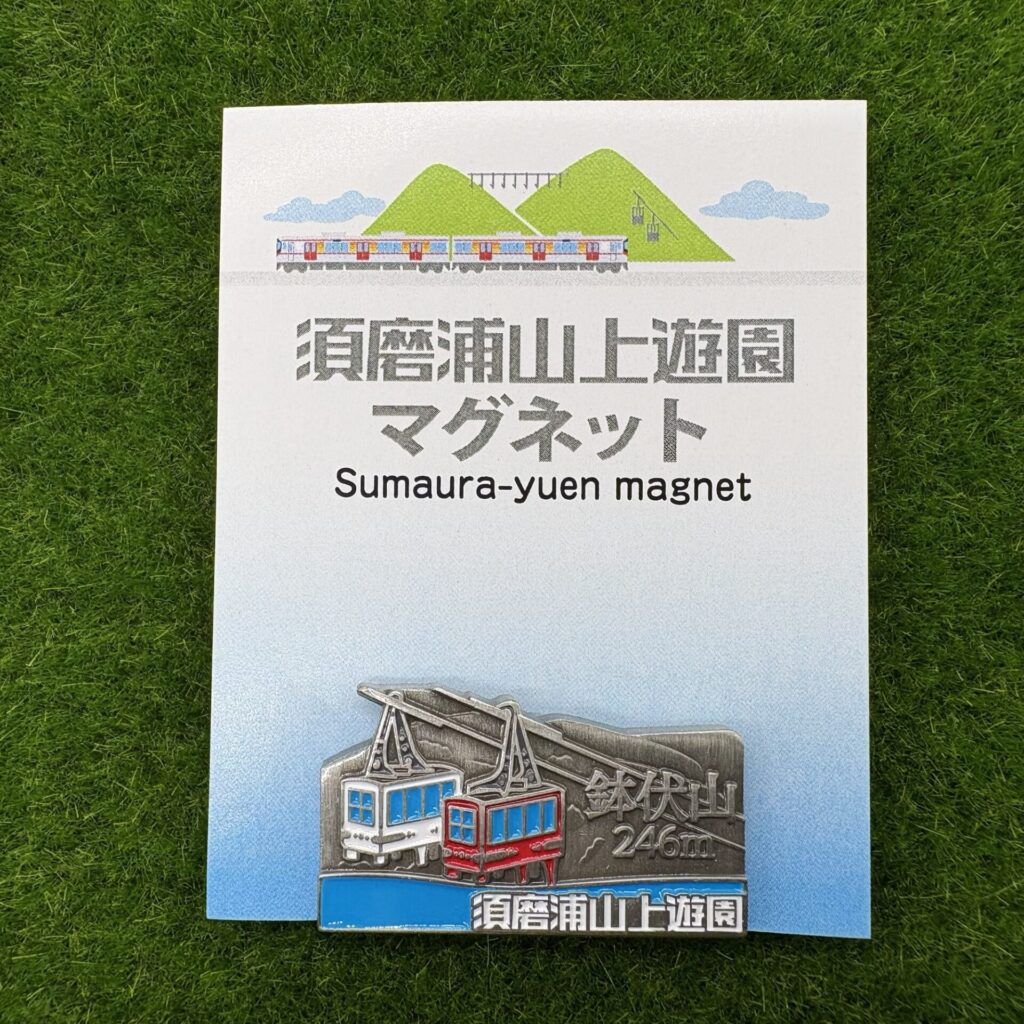 須磨浦山上遊園
マグネット
Sumaura-yuen magnet
鉢伏山
246m
須磨浦山上遊園